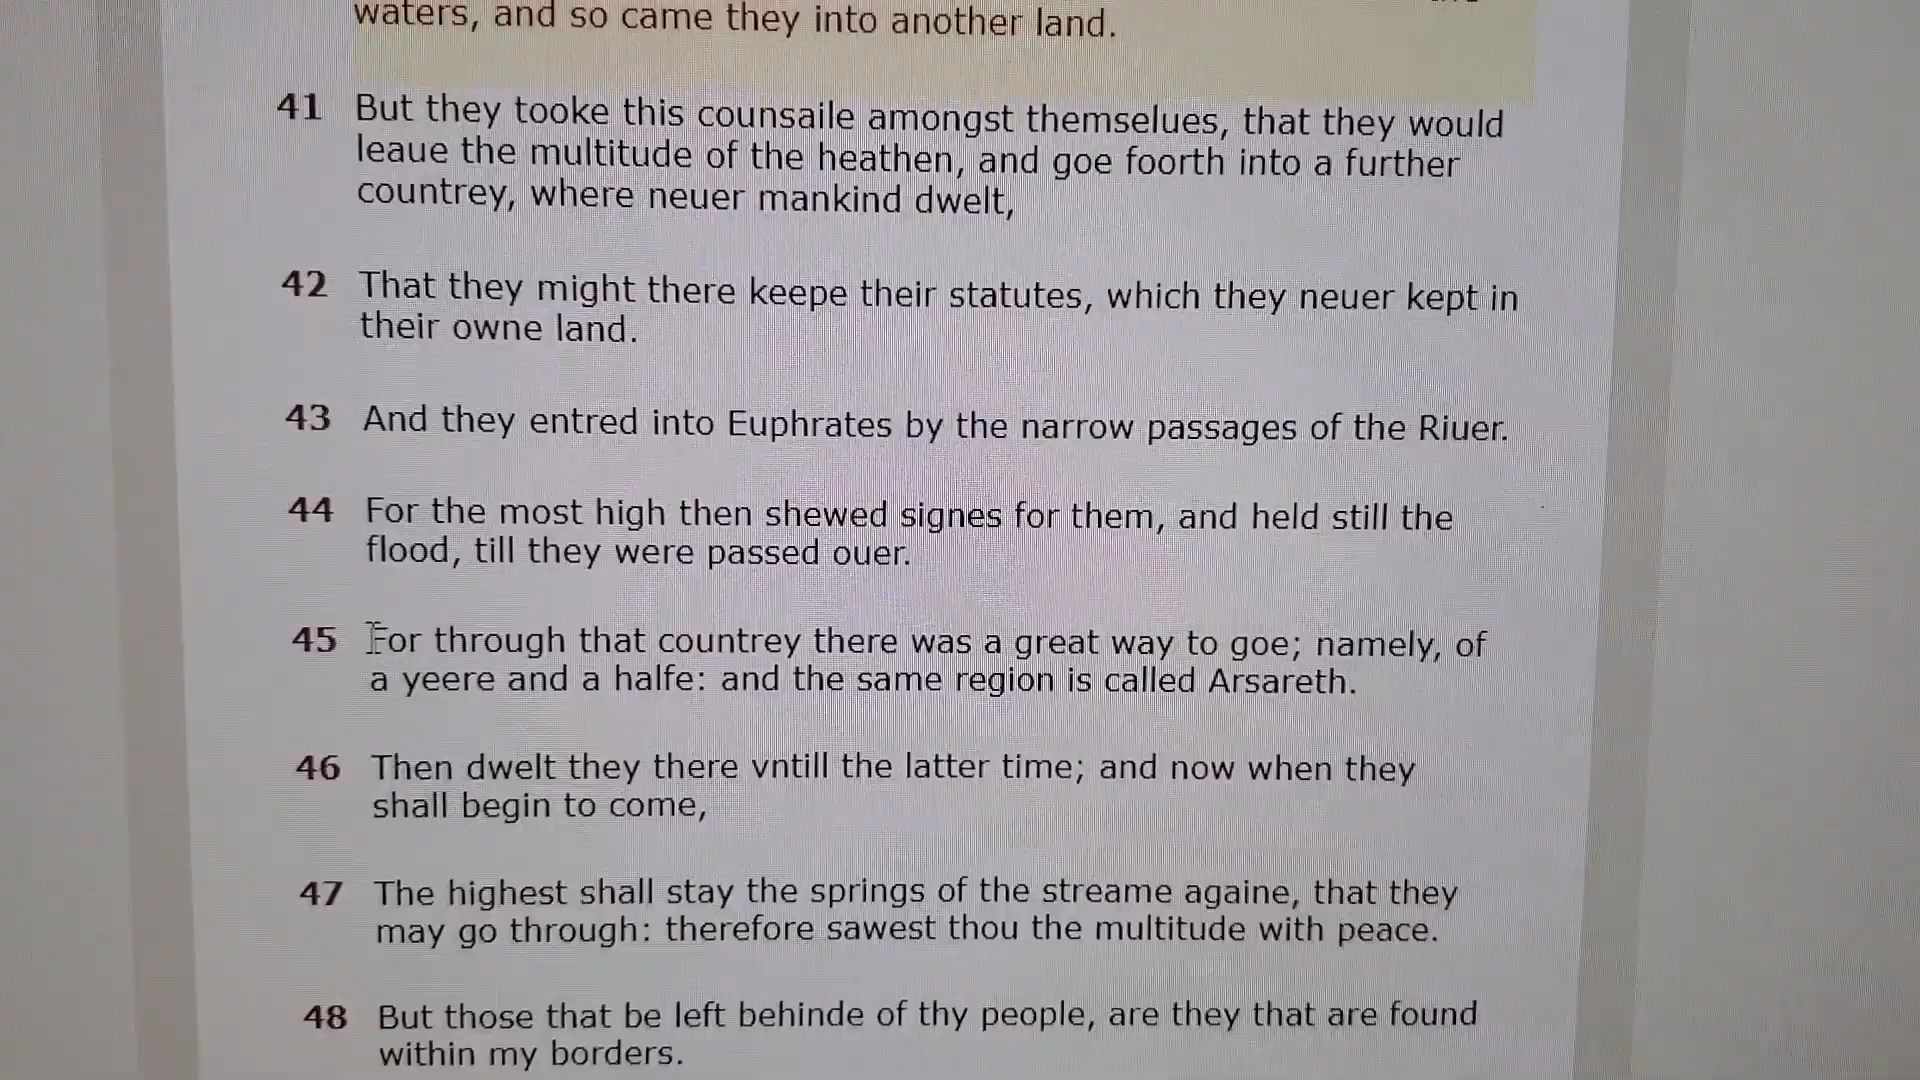 waters, and so came they into another land.
41 But they tooke this counsaile amongst themselues, that they would
leaue the multitude of the heathen, and goe foorth into a further
countrey, where neuer mankind dwelt,
42 That they might there keepe their statutes, which they neuer kept in
their owne land.
43 And they entred into Euphrates by the narrow passages of the Riuer.
44 For the most high then shewed signes for them, and held still the
flood, till they were passed ouer.
45 For through that countrey there was a great way to goe; namely, of
a yeere and a halfe: and the same region is called Arsareth.
46 Then dwelt they there vntill the latter time; and now when they
shall begin to come,
47 The highest shall stay the springs of the streame againe, that they
may go through: therefore sawest thou the multitude with peace.
48 But those that be left behinde of thy people, are they that are found
within my borders.